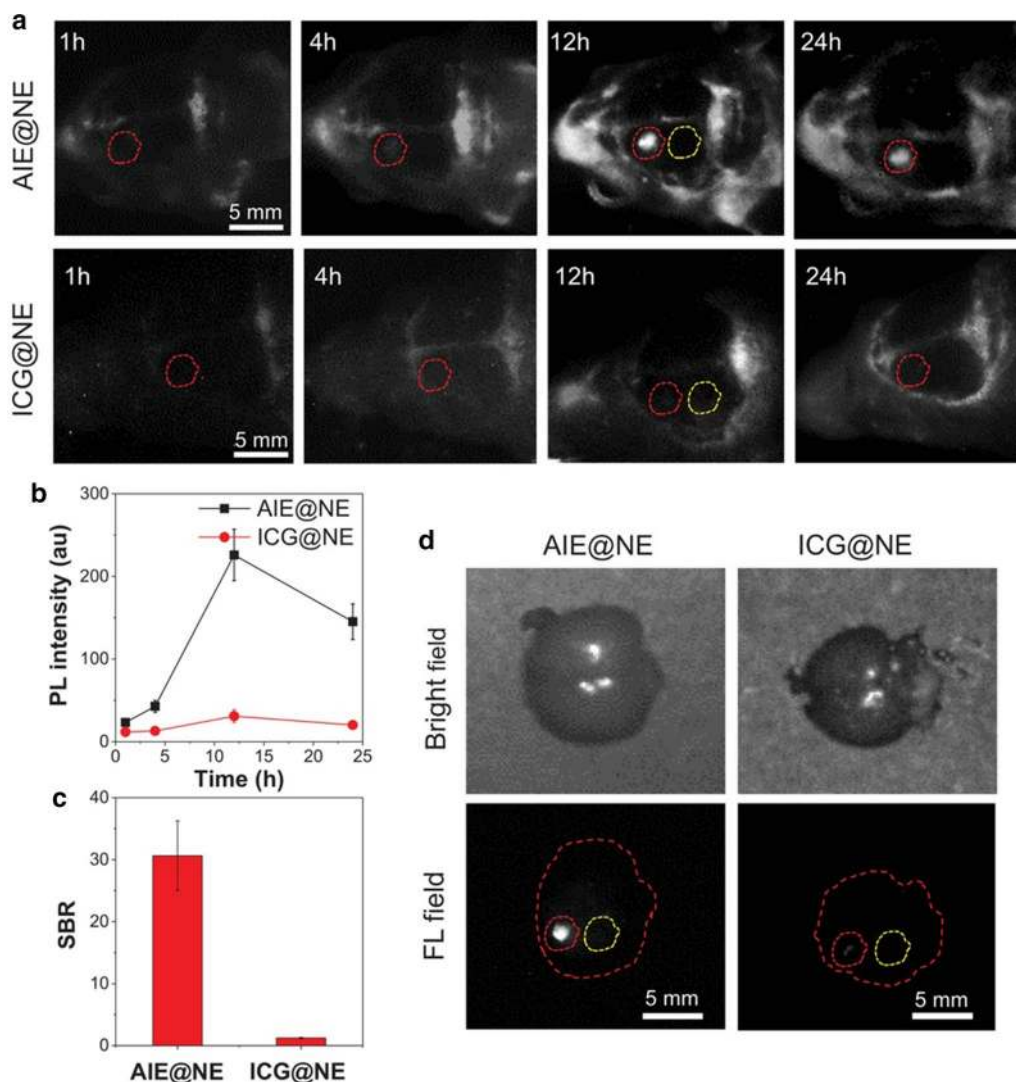 a
AIE@NE
1h
4h
12h
24h
5 mm
ICG@NE
1h
4h
12h
24h
5 mm
b
PL intensity (au)
300
200
100
0
AIE@NE
ICG@NE
0 5 10 15 20 25
Time (h)
c
SBR
40
30
20
10
0
AIE@NE ICG@NE
d
AIE@NE ICG@NE
Bright field
FL field
5 mm
5 mm